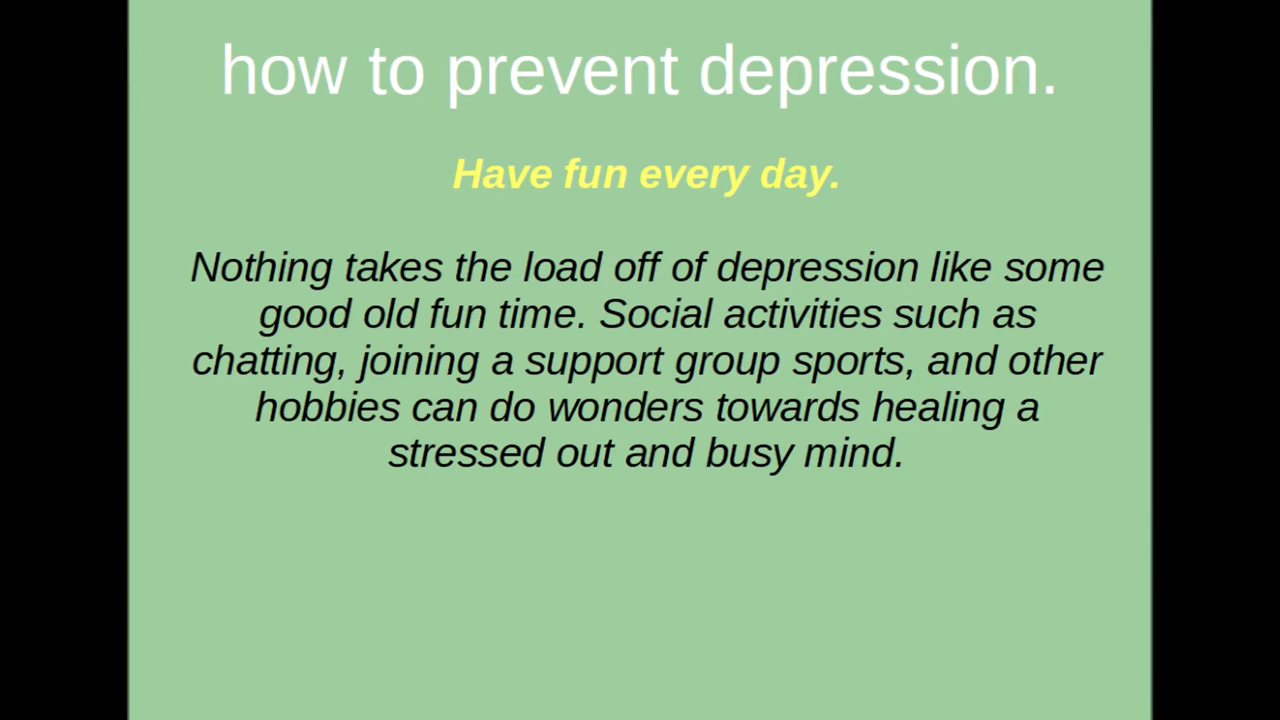 how to prevent depression.
Have fun every day.
Nothing takes the load off of depression like some
good old fun time. Social activities such as
chatting, joining a support group sports, and other
hobbies can do wonders towards healing a
stressed out and busy mind.